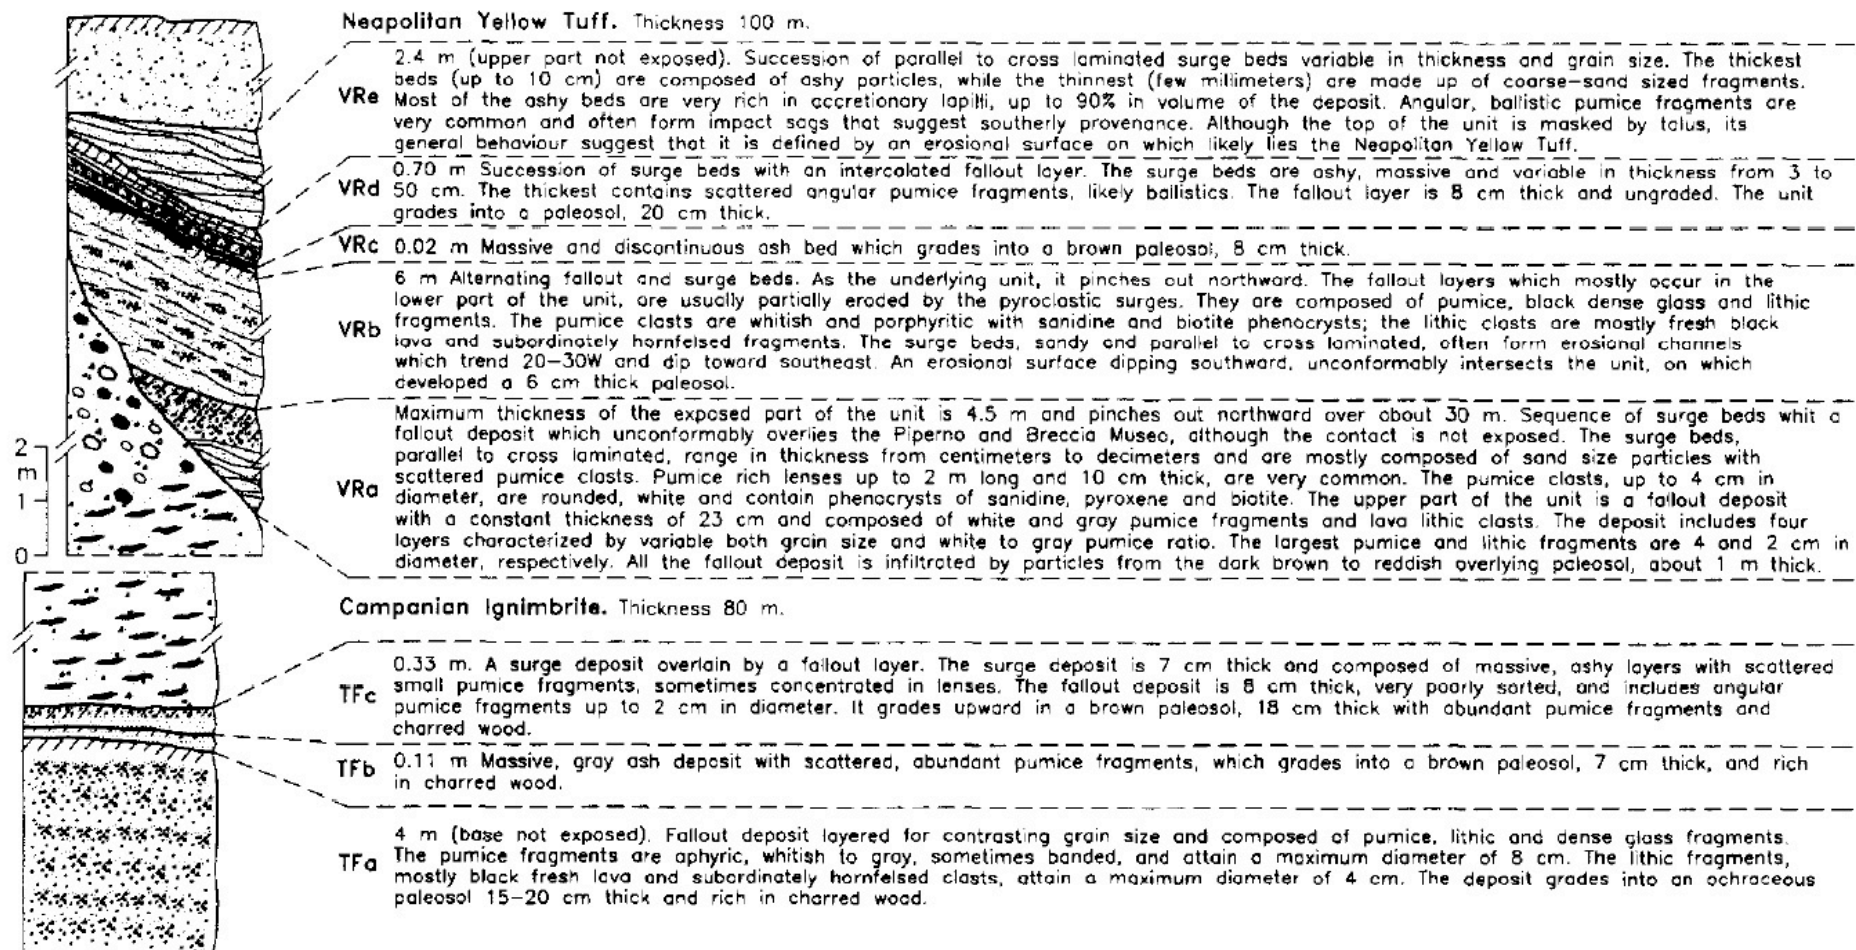 Neapolitan Yellow Tuff. Thickness 100 m.
2.4 m (upper part not exposed). Succession of parallel to cross laminated surge beds variable in thickness and grain size. The thickest
beds (up to 10 cm) are composed of ashy particles, while the thinnest (few millimeters) are made up of coarse-sand sized fragments.
VRe Most of the ashy beds are very rich in accretionary lapilli, up to 90% in volume of the deposit. Angular, ballistic pumice fragments are
very common and often form impact sags that suggest southerly provenance. Although the top of the unit is masked by talus, its
general behaviour suggest that it is defined by an erosional surface on which likely lies the Neapolitan Yellow Tuff.
0.70 m Succession of surge beds with an intercalated fallout layer. The surge beds are ashy, massive and variable in thickness from 3 to
VRd 50 cm. The thickest contains scattered angular pumice fragments, likely ballistics. The fallout layer is 8 cm thick and ungraded. The unit
grades into a paleosol, 20 cm thick.
VRc 0.02 m Massive and discontinuous ash bed which grades into a brown paleosol, 8 cm thick.
6 m Alternating fallout and surge beds. As the underlying unit, it pinches out northward. The fallout layers which mostly occur in the
lower part of the unit, are usually partially eroded by the pyroclastic surges. They are composed of pumice, black dense glass and lithic
VRb fragments. The pumice clasts are whitish and porphyritic with sanidine and biotite phenocrysts; the lithic clasts are mostly fresh black
lava and subordinately hornfelsed fragments. The surge beds, sandy and parallel to cross laminated, often form erosional channels
which trend 20-30W and dip toward southeast. An erosional surface dipping southward, unconformably intersects the unit, on which
developed a 6 cm thick paleosol.
Maximum thickness of the exposed part of the unit is 4.5 m and pinches out northward over about 30 m. Sequence of surge beds whit a
fallout deposit which unconformably overlies the Piperno and Breccia Museo, although the contact is not exposed. The surge beds,
parallel to cross laminated, range in thickness from centimeters to decimeters and are mostly composed of sand size particles with
scattered pumice clasts. Pumice rich lenses up to 2 m long and 10 cm thick, are very common. The pumice clasts, up to 4 cm in
VRa diameter, are rounded, white and contain phenocrysts of sanidine, pyroxene and biotite. The upper part of the unit is a fallout deposit
with a constant thickness of 23 cm and composed of white and gray pumice fragments and lava lithic clasts. The deposit includes four
layers characterized by variable both grain size and white to gray pumice ratio. The largest pumice and lithic fragments are 4 and 2 cm in
diameter, respectively. All the fallout deposit is infiltrated by particles from the dark brown to reddish overlying paleosol, about 1 m thick.
2
m
1
0
Campanian Ignimbrite. Thickness 80 m.
0.33 m. A surge deposit overlain by a fallout layer. The surge deposit is 7 cm thick and composed of massive, ashy layers with scattered
TFc small pumice fragments, sometimes concentrated in lenses. The fallout deposit is 8 cm thick, very poorly sorted, and includes angular
pumice fragments up to 2 cm in diameter. It grades upward in a brown paleosol, 18 cm thick with abundant pumice fragments and
charred wood.
TFb 0.11 m Massive, gray ash deposit with scattered, abundant pumice fragments, which grades into a brown paleosol, 7 cm thick, and rich
in charred wood.
4 m (base not exposed). Fallout deposit layered for contrasting grain size and composed of pumice, lithic and dense glass fragments.
TFa The pumice fragments are aphyric, whitish to gray, sometimes banded, and attain a maximum diameter of 8 cm. The lithic fragments,
mostly black fresh lava and subordinately hornfelsed clasts, attain a maximum diameter of 4 cm. The deposit grades into an ochraceous
paleosol 15-20 cm thick and rich in charred wood.